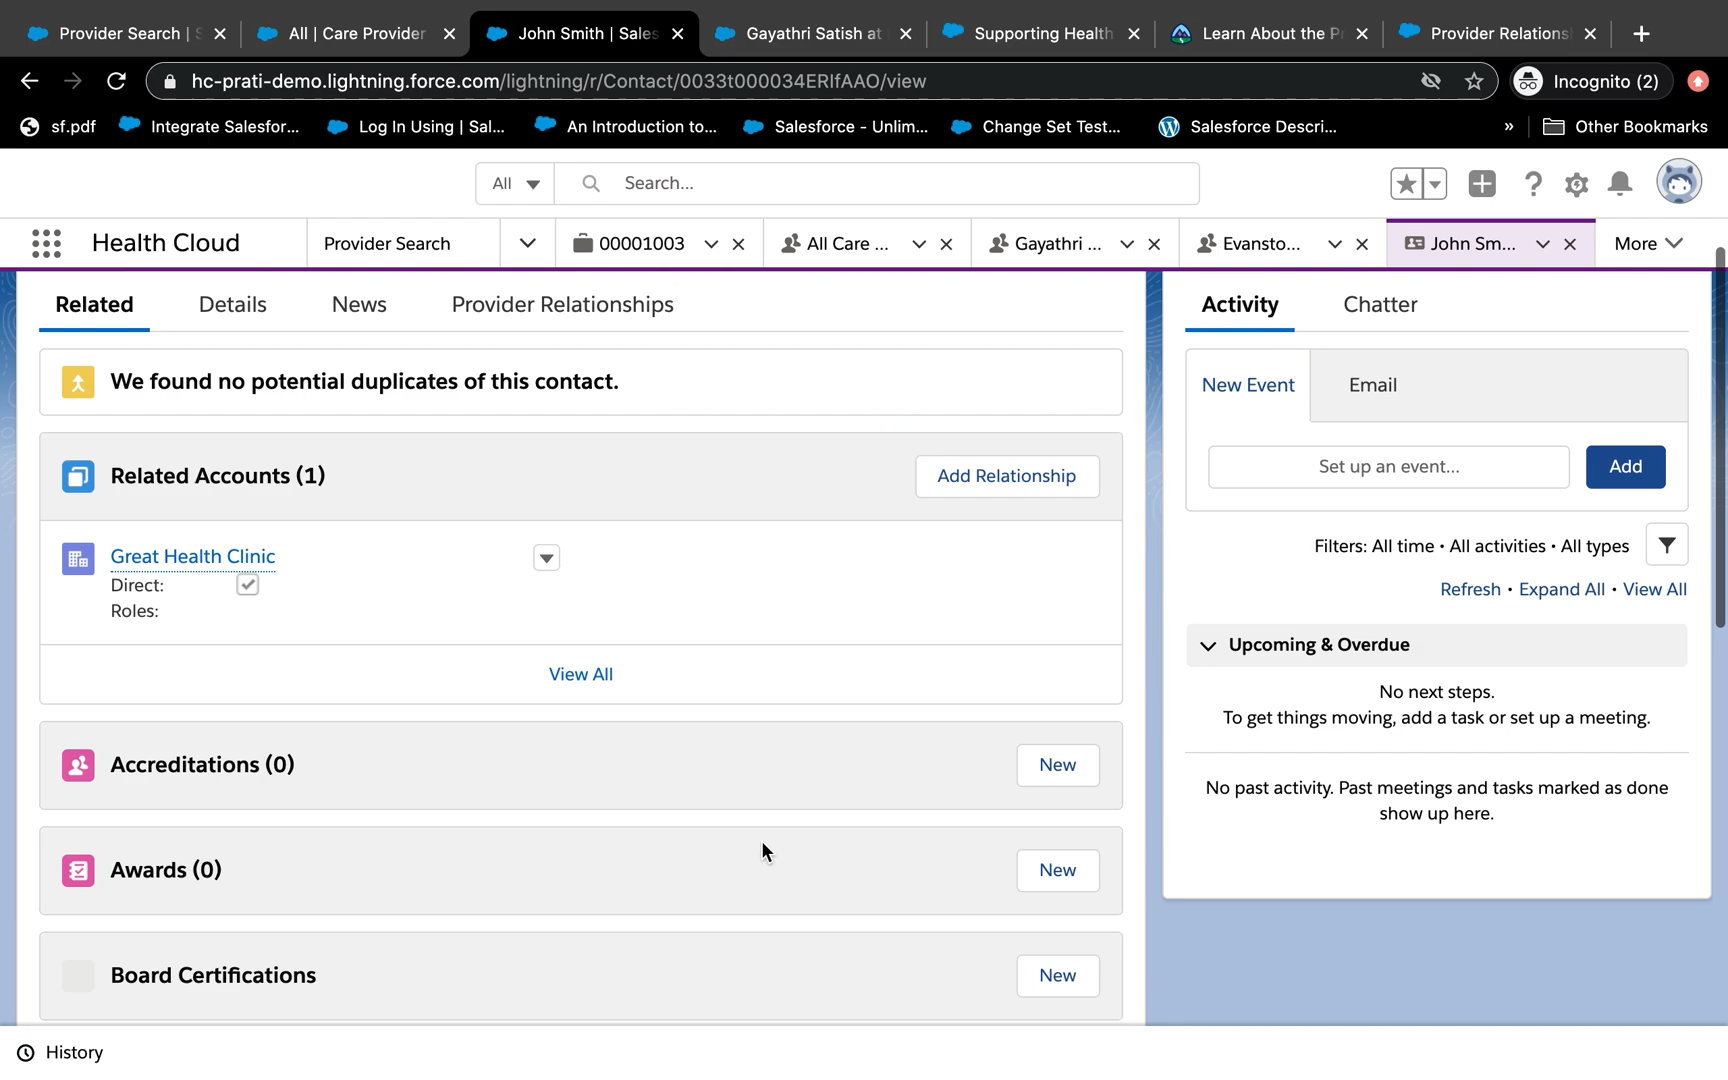 Provider Search | S
All | Care Provider
John Smith | Sales
Gayathri Satish at
Supporting Health
Learn About the P
Provider Relations
hc-prati-demo.lightning.force.com/lightning/r/Contact/0033t000034ERIfAAO/view
Incognito (2)
sf.pdf
Integrate Salesfor...
Log In Using | Sal...
An Introduction to...
Salesforce - Unlim...
Change Set Test...
Salesforce Descri...
»
Other Bookmarks
All
Search...
Health Cloud
Provider Search
00001003
All Care ...
Gayathri ...
Evansto...
John Sm...
More
Related
Details
News
Provider Relationships
We found no potential duplicates of this contact.
Related Accounts (1)
Add Relationship
Great Health Clinic
Direct:
Roles:
View All
Accreditations (0)
New
Awards (0)
New
Board Certifications
New
Activity
Chatter
New Event
Email
Set up an event...
Add
Filters: All time • All activities • All types
Refresh • Expand All • View All
Upcoming & Overdue
No next steps.
To get things moving, add a task or set up a meeting.
No past activity. Past meetings and tasks marked as done
show up here.
History